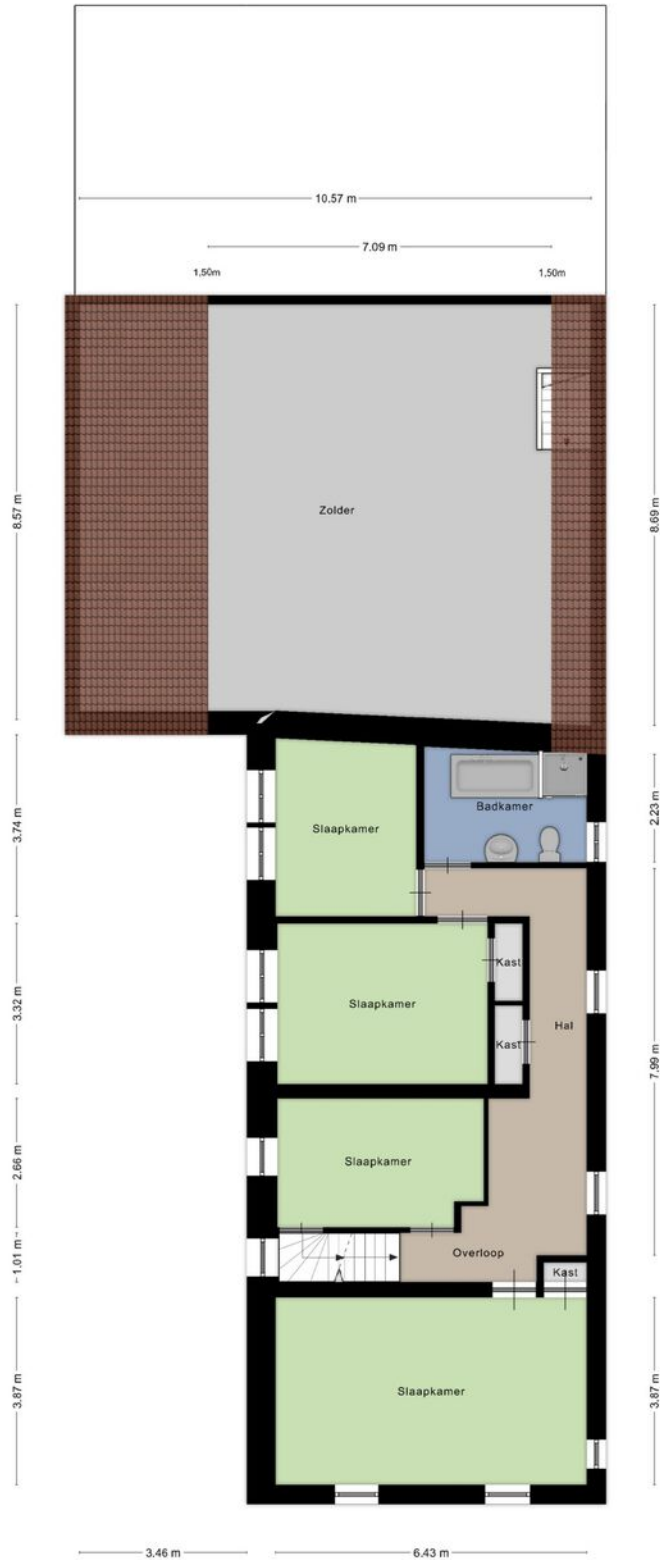 10.57 m
7.09 m
1,50m
1,50m
8.57 m
8.69 m
Zolder
3.74 m
2.23 m
Badkamer
Slaapkamer
3.32 m
Kast
Slaapkamer
Hal
Kast
7.99 m
2.66 m
Slaapkamer
1.01 m
Overloop
Kast
3.87 m
3.87 m
Slaapkamer
3.46 m
6.43 m